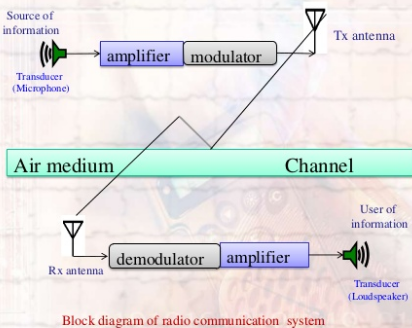 Source of
information
Tx antenna
amplifier
modulator
Transducer
(Microphone)
Air medium
Channel
User of
information
Rx antenna
demodulator
amplifier
Transducer
(Loudspeaker)
Block diagram of radio communication system